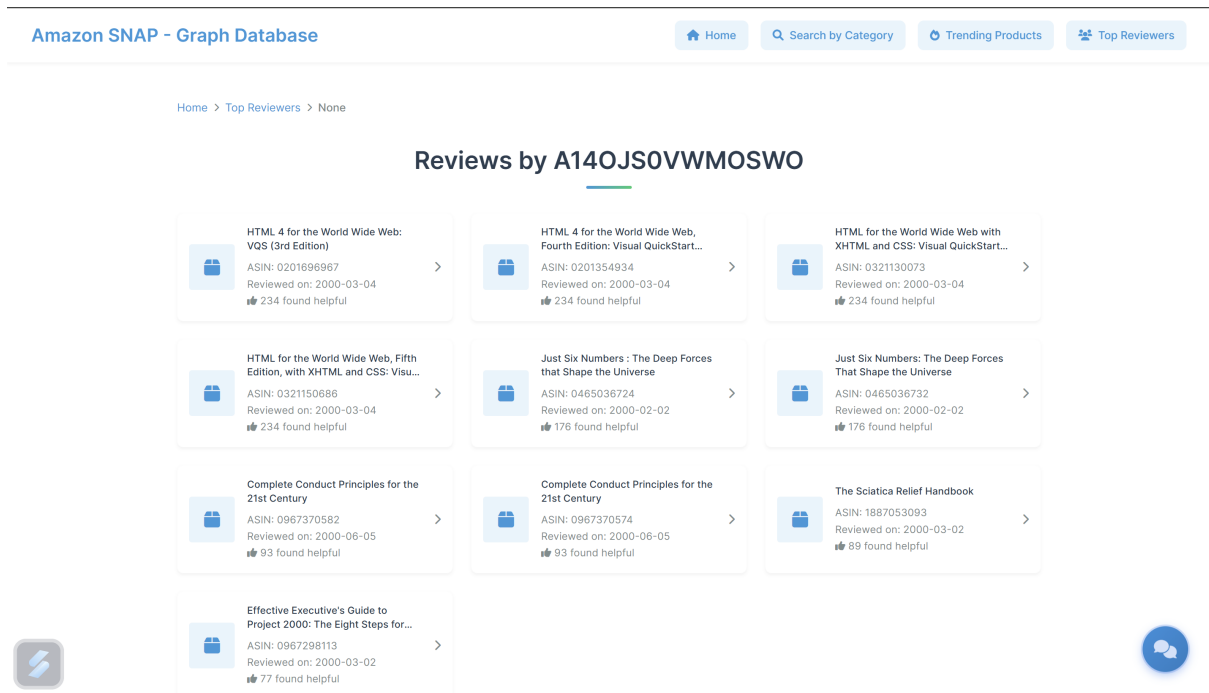 Amazon SNAP - Graph Database
Home
Search by Category
Trending Products
Top Reviewers
Home > Top Reviewers > None
Reviews by A14OJS0VWMOSWO
HTML 4 for the World Wide Web:
VQS (3rd Edition)
ASIN: 0201696967
Reviewed on: 2000-03-04
234 found helpful
HTML 4 for the World Wide Web,
Fourth Edition: Visual QuickStart...
ASIN: 0201354934
Reviewed on: 2000-03-04
234 found helpful
HTML for the World Wide Web with
XHTML and CSS: Visual QuickStart...
ASIN: 0321130073
Reviewed on: 2000-03-04
234 found helpful
HTML for the World Wide Web, Fifth
Edition, with XHTML and CSS: Visu...
ASIN: 0321150686
Reviewed on: 2000-03-04
234 found helpful
Just Six Numbers : The Deep Forces
that Shape the Universe
ASIN: 0465036724
Reviewed on: 2000-02-02
176 found helpful
Just Six Numbers: The Deep Forces
That Shape the Universe
ASIN: 0465036732
Reviewed on: 2000-02-02
176 found helpful
Complete Conduct Principles for the
21st Century
ASIN: 0967370582
Reviewed on: 2000-06-05
93 found helpful
Complete Conduct Principles for the
21st Century
ASIN: 0967370574
Reviewed on: 2000-06-05
93 found helpful
The Sciatica Relief Handbook
ASIN: 1887053093
Reviewed on: 2000-03-02
89 found helpful
Effective Executive's Guide to
Project 2000: The Eight Steps for...
ASIN: 0967298113
Reviewed on: 2000-03-02
77 found helpful